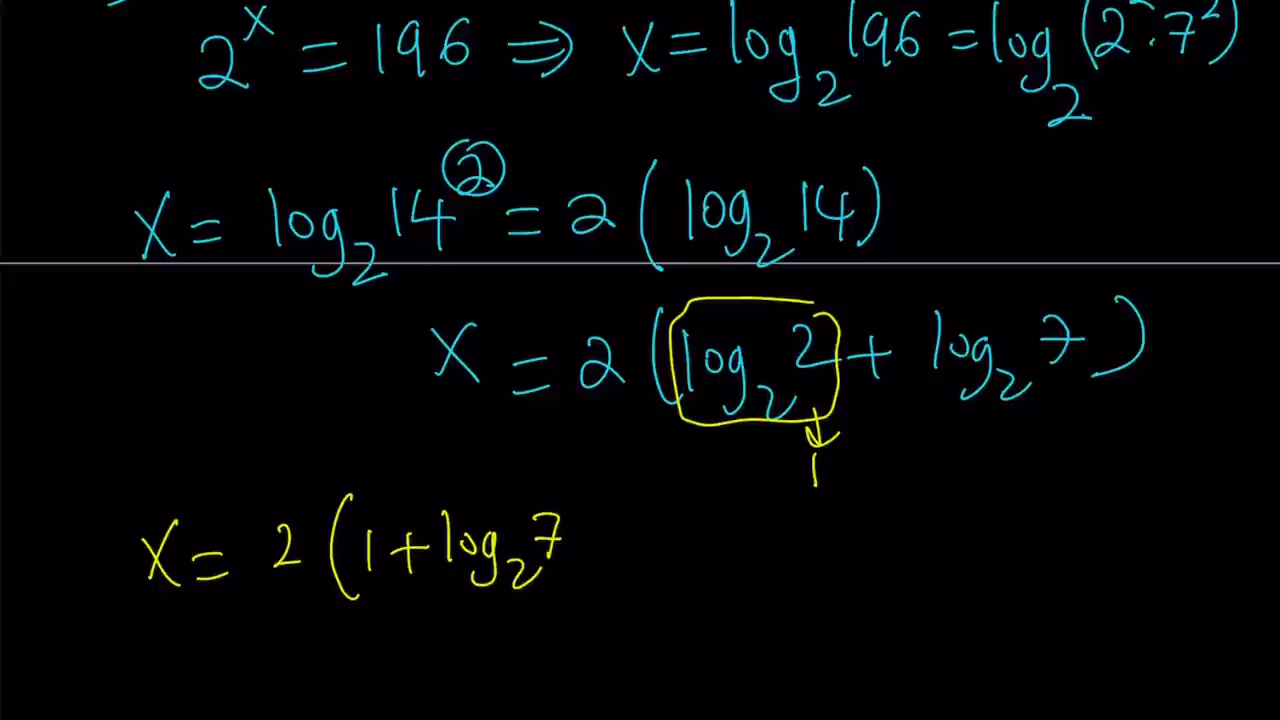 2^x = 196 ⇒ x = log_2 196 = log_2 (2^2 · 7^2)
x = log_2 14^2 = 2 (log_2 14)
x = 2 (log_2 2 + log_2 7)
1
x = 2 (1 + log_2 7